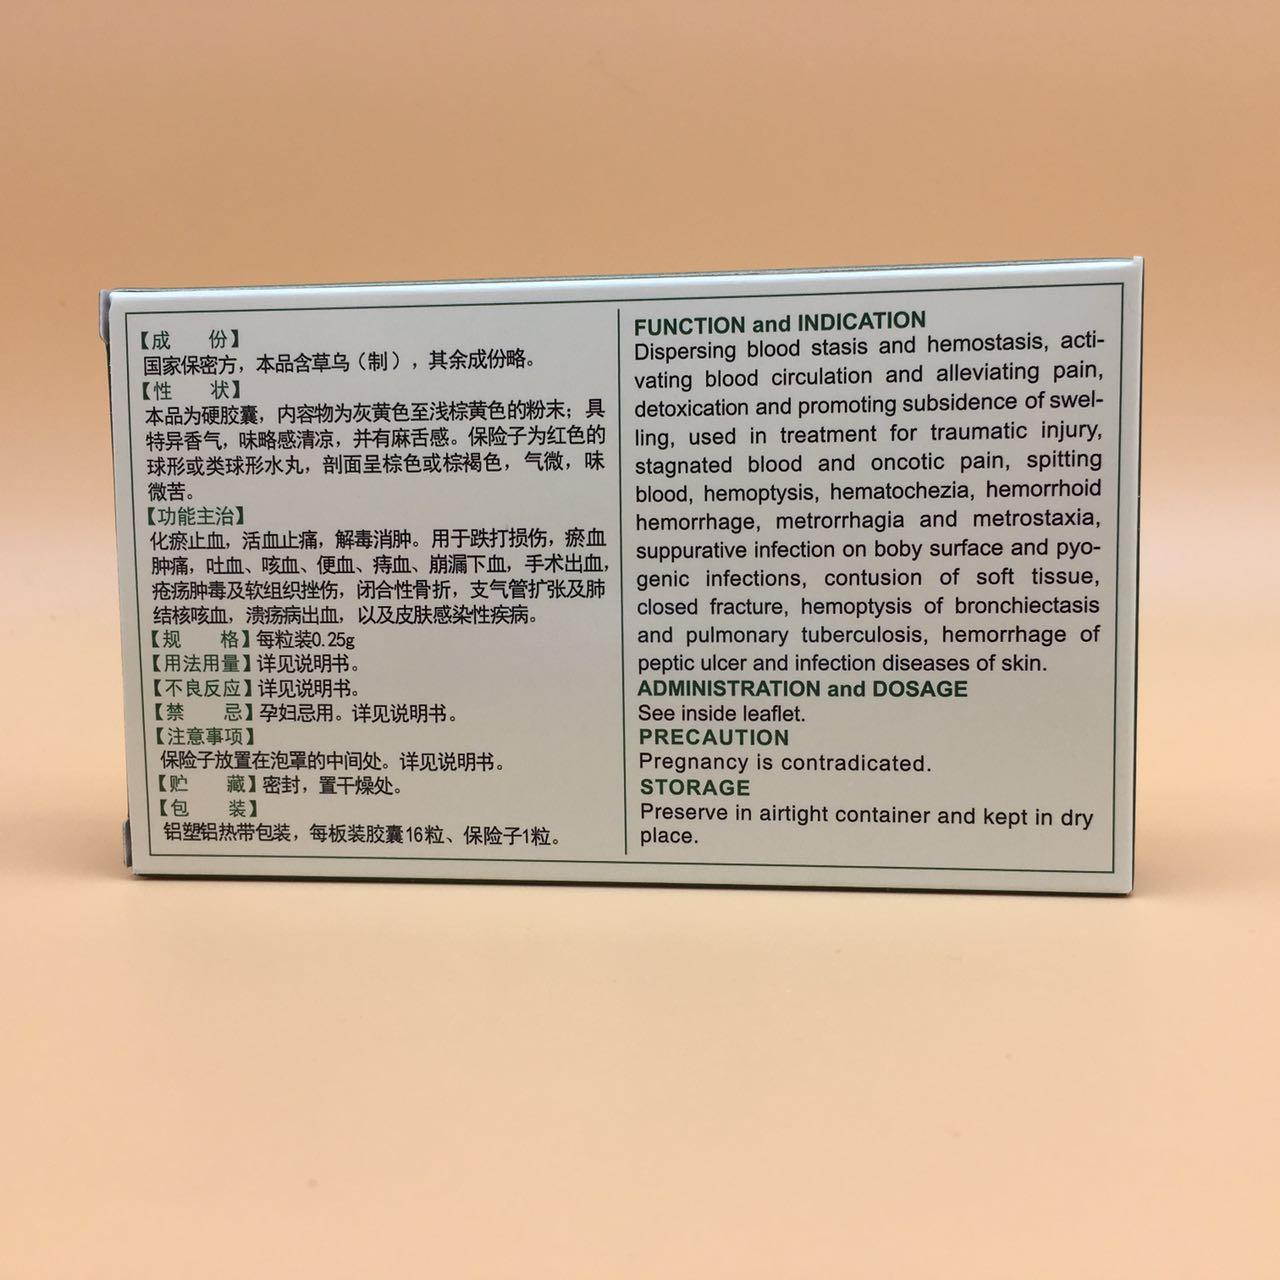 【成 份】
国家保密方，本品含草乌（制），其余成份略。
【性 状】
本品为硬胶囊，内容物为灰黄色至浅棕黄色的粉末；具
特异香气，味略感清凉，并有麻舌感。保险子为红色的
球形或类球形水丸，剖面呈棕色或棕褐色，气微，味
微苦。
【功能主治】
化瘀止血，活血止痛，解毒消肿。用于跌打损伤，瘀血
肿痛，吐血、咳血、便血、痔血、崩漏下血，手术出血，
疮疡肿毒及软组织挫伤，闭合性骨折，支气管扩张及肺
结核咳血，溃疡病出血，以及皮肤感染性疾病。
【规 格】每粒装0.25g
【用法用量】详见说明书。
【不良反应】详见说明书。
【禁 忌】孕妇忌用。详见说明书。
【注意事项】
保险子放置在泡罩的中间处。详见说明书。
【贮 藏】密封，置干燥处。
【包 装】
铝塑铝热带包装，每板装胶囊16粒、保险子1粒。
FUNCTION and INDICATION
Dispersing blood stasis and hemostasis, acti-
vating blood circulation and alleviating pain,
detoxication and promoting subsidence of swel-
ling, used in treatment for traumatic injury,
stagnated blood and oncotic pain, spitting
blood, hemoptysis, hematochezia, hemorrhoid
hemorrhage, metrorrhagia and metrostaxia,
suppurative infection on boby surface and pyo-
genic infections, contusion of soft tissue,
closed fracture, hemoptysis of bronchiectasis
and pulmonary tuberculosis, hemorrhage of
peptic ulcer and infection diseases of skin.
ADMINISTRATION and DOSAGE
See inside leaflet.
PRECAUTION
Pregnancy is contradicated.
STORAGE
Preserve in airtight container and kept in dry
place.